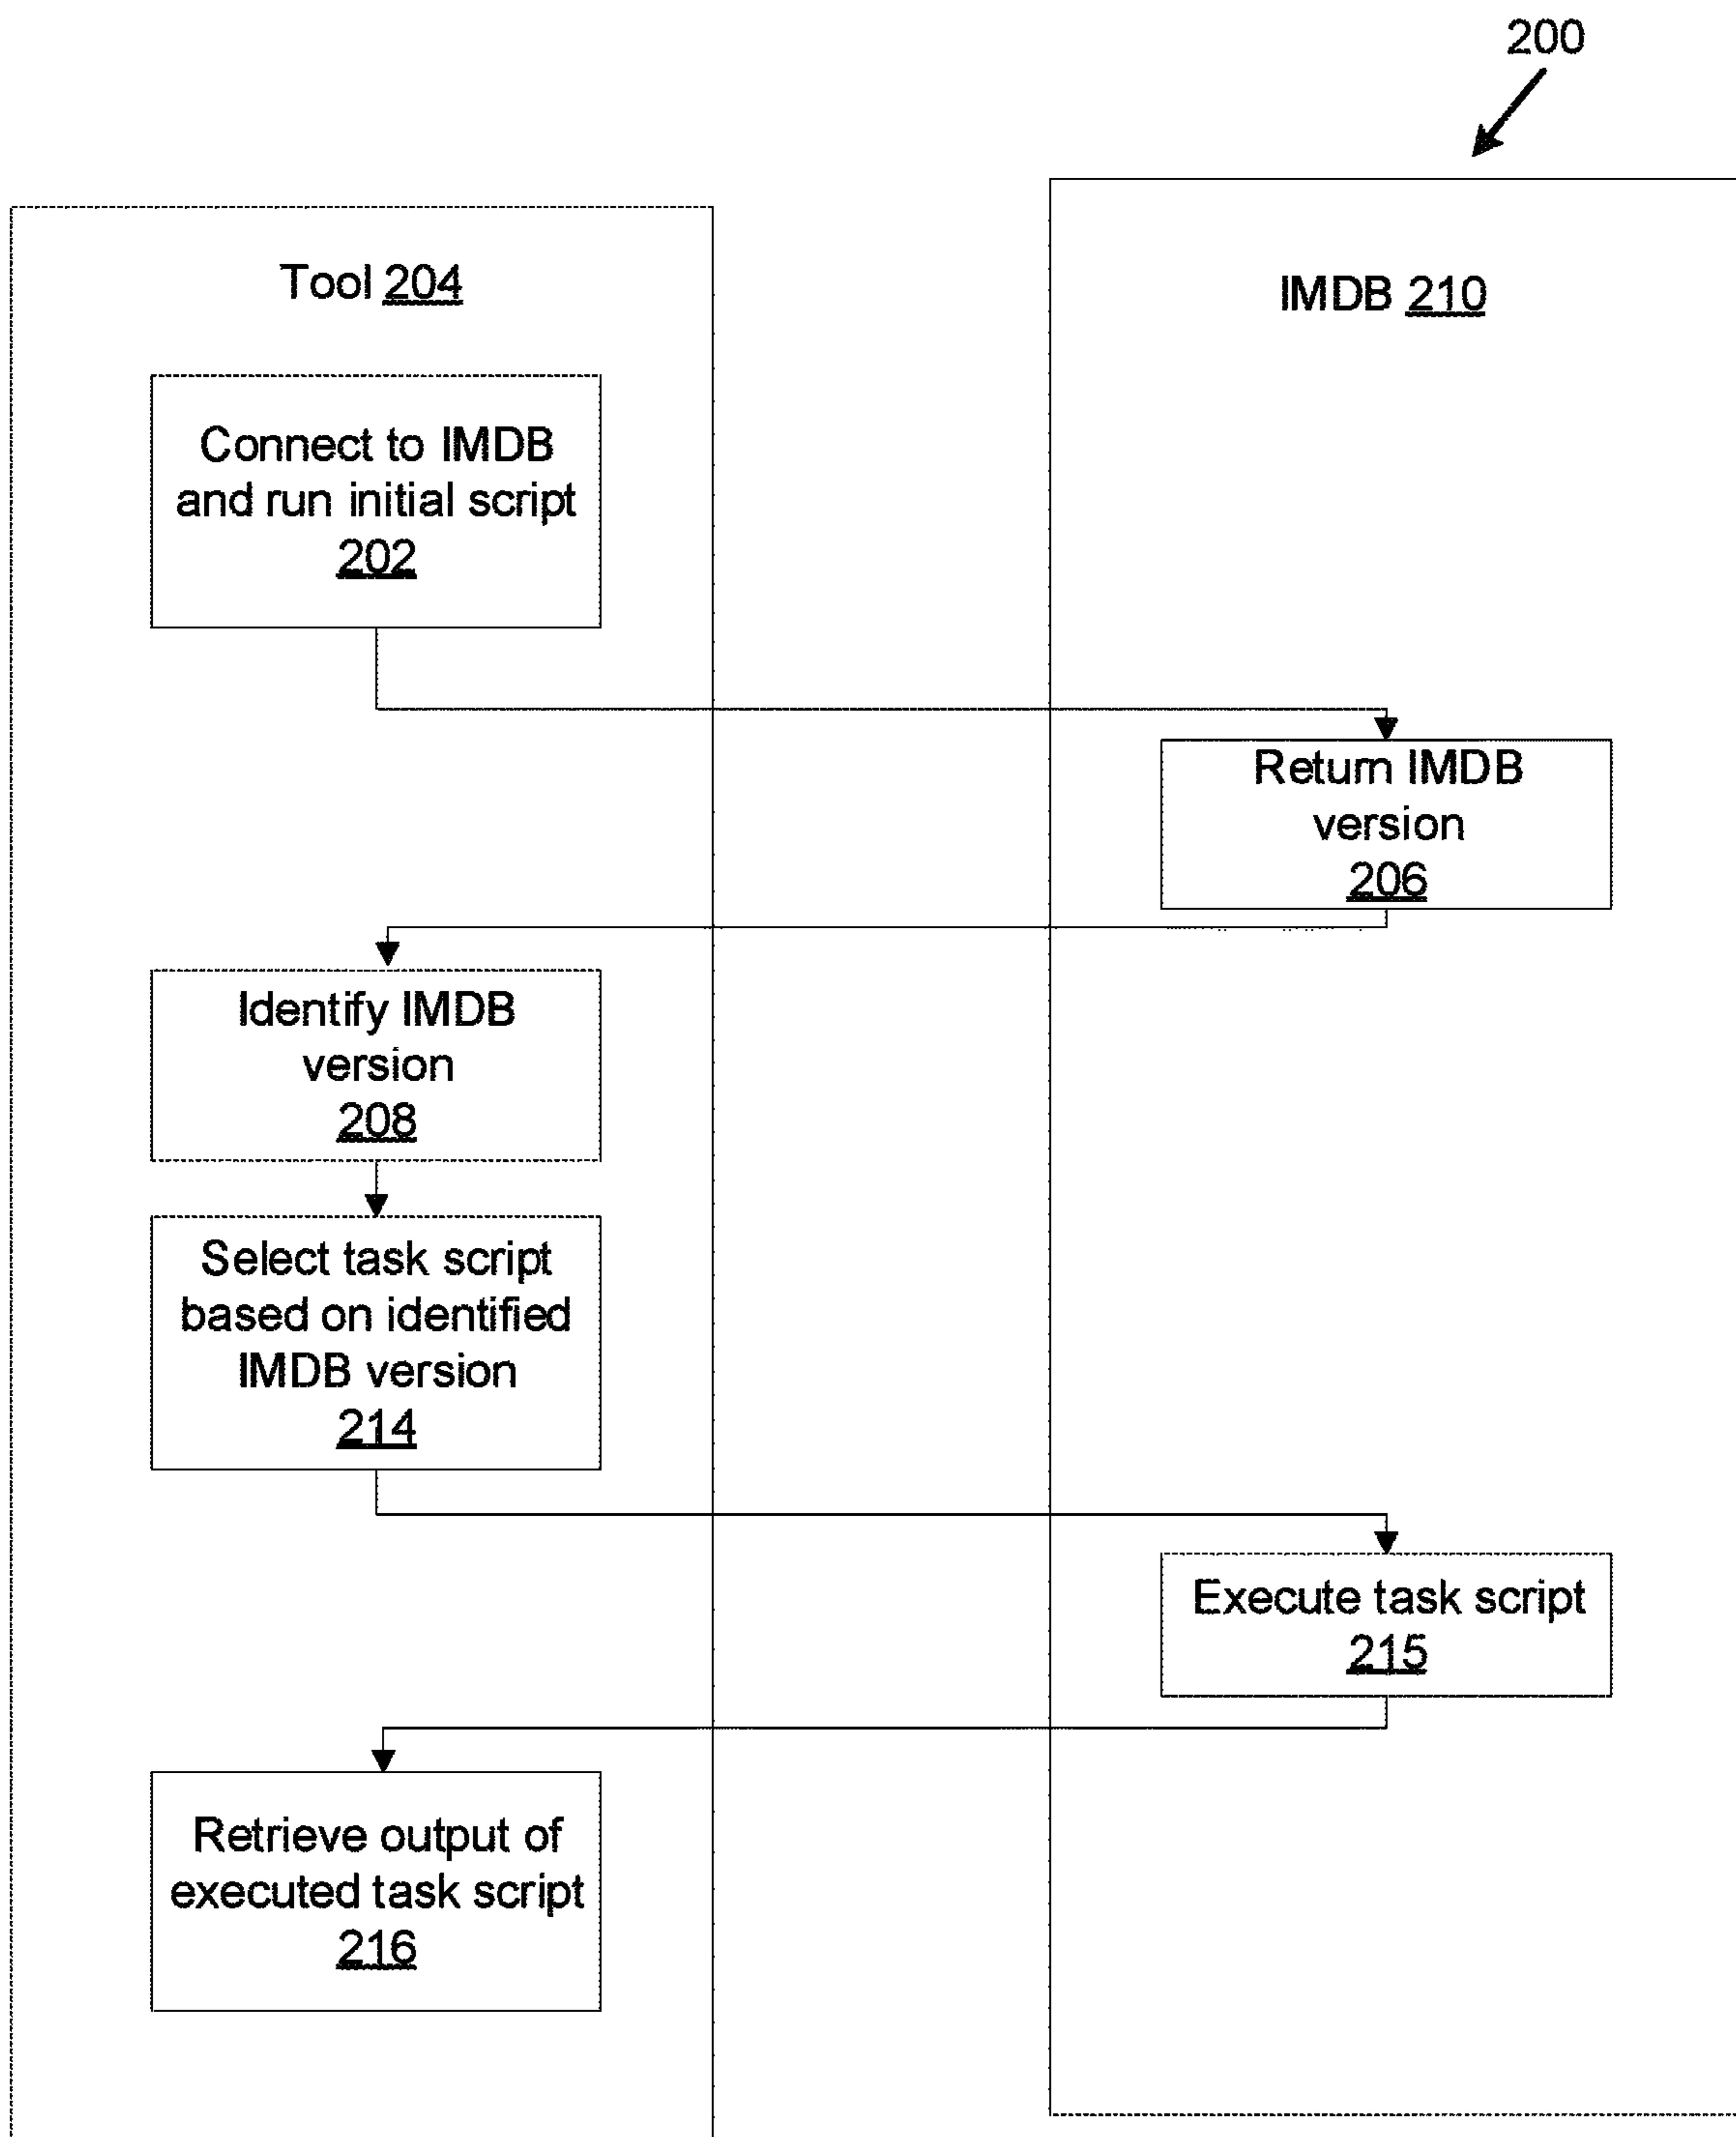 200
Tool 204
IMDB 210
Connect to IMDB
and run initial script
202
Return IMDB
version
206
Identify IMDB
version
208
Select task script
based on identified
IMDB version
214
Execute task script
215
Retrieve output of
executed task script
216